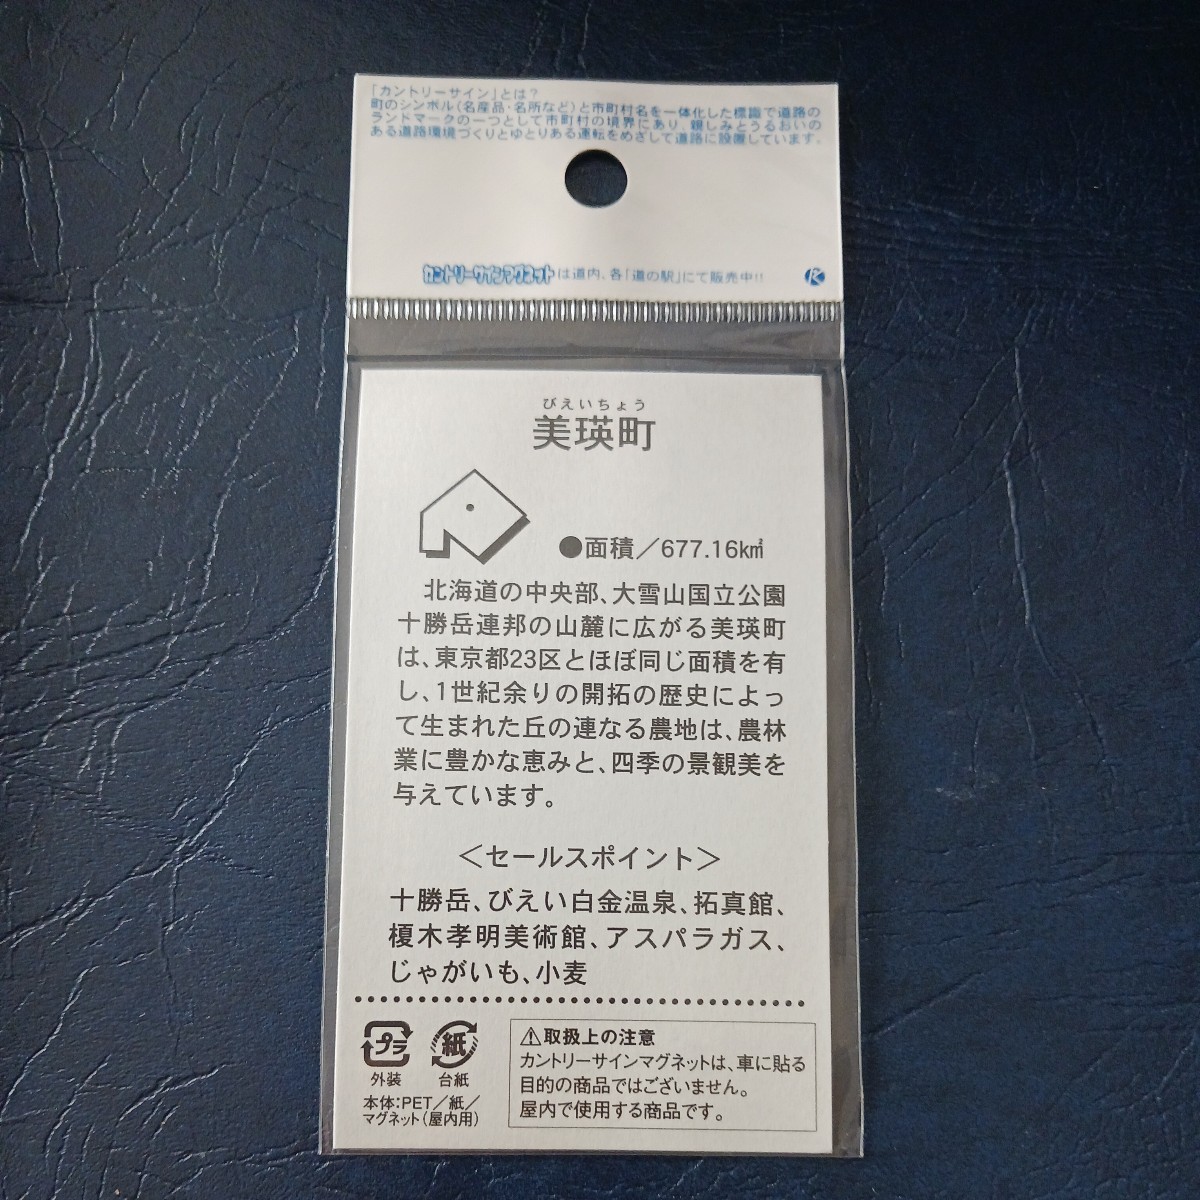 「カントリーサイン」とは?
町のシンボル(名産品・名所など)と市町村名を一体化した標識で道路の
ランドマークの一つとして市町村の境界にあり、親しみとうるおいの
ある道路環境づくりとゆとりある運転をめざして道路に設置しています。
カントリーサインマグネットは道内、各「道の駅」にて販売中!!
びえいちょう
美瑛町
●面積/677.16k㎡
北海道の中央部、大雪山国立公園
十勝岳連邦の山麓に広がる美瑛町
は、東京都23区とほぼ同じ面積を有
し、1世紀余りの開拓の歴史によっ
て生まれた丘の連なる農地は、農林
業に豊かな恵みと、四季の景観美を
与えています。
<セールスポイント>
十勝岳、びえい白金温泉、拓真館、
榎木孝明美術館、アスパラガス、
じゃがいも、小麦
プラ
外装
紙
台紙
本体:PET/紙/
マグネット(屋内用)
⚠取扱上の注意
カントリーサインマグネットは、車に貼る
目的の商品ではございません。
屋内で使用する商品です。